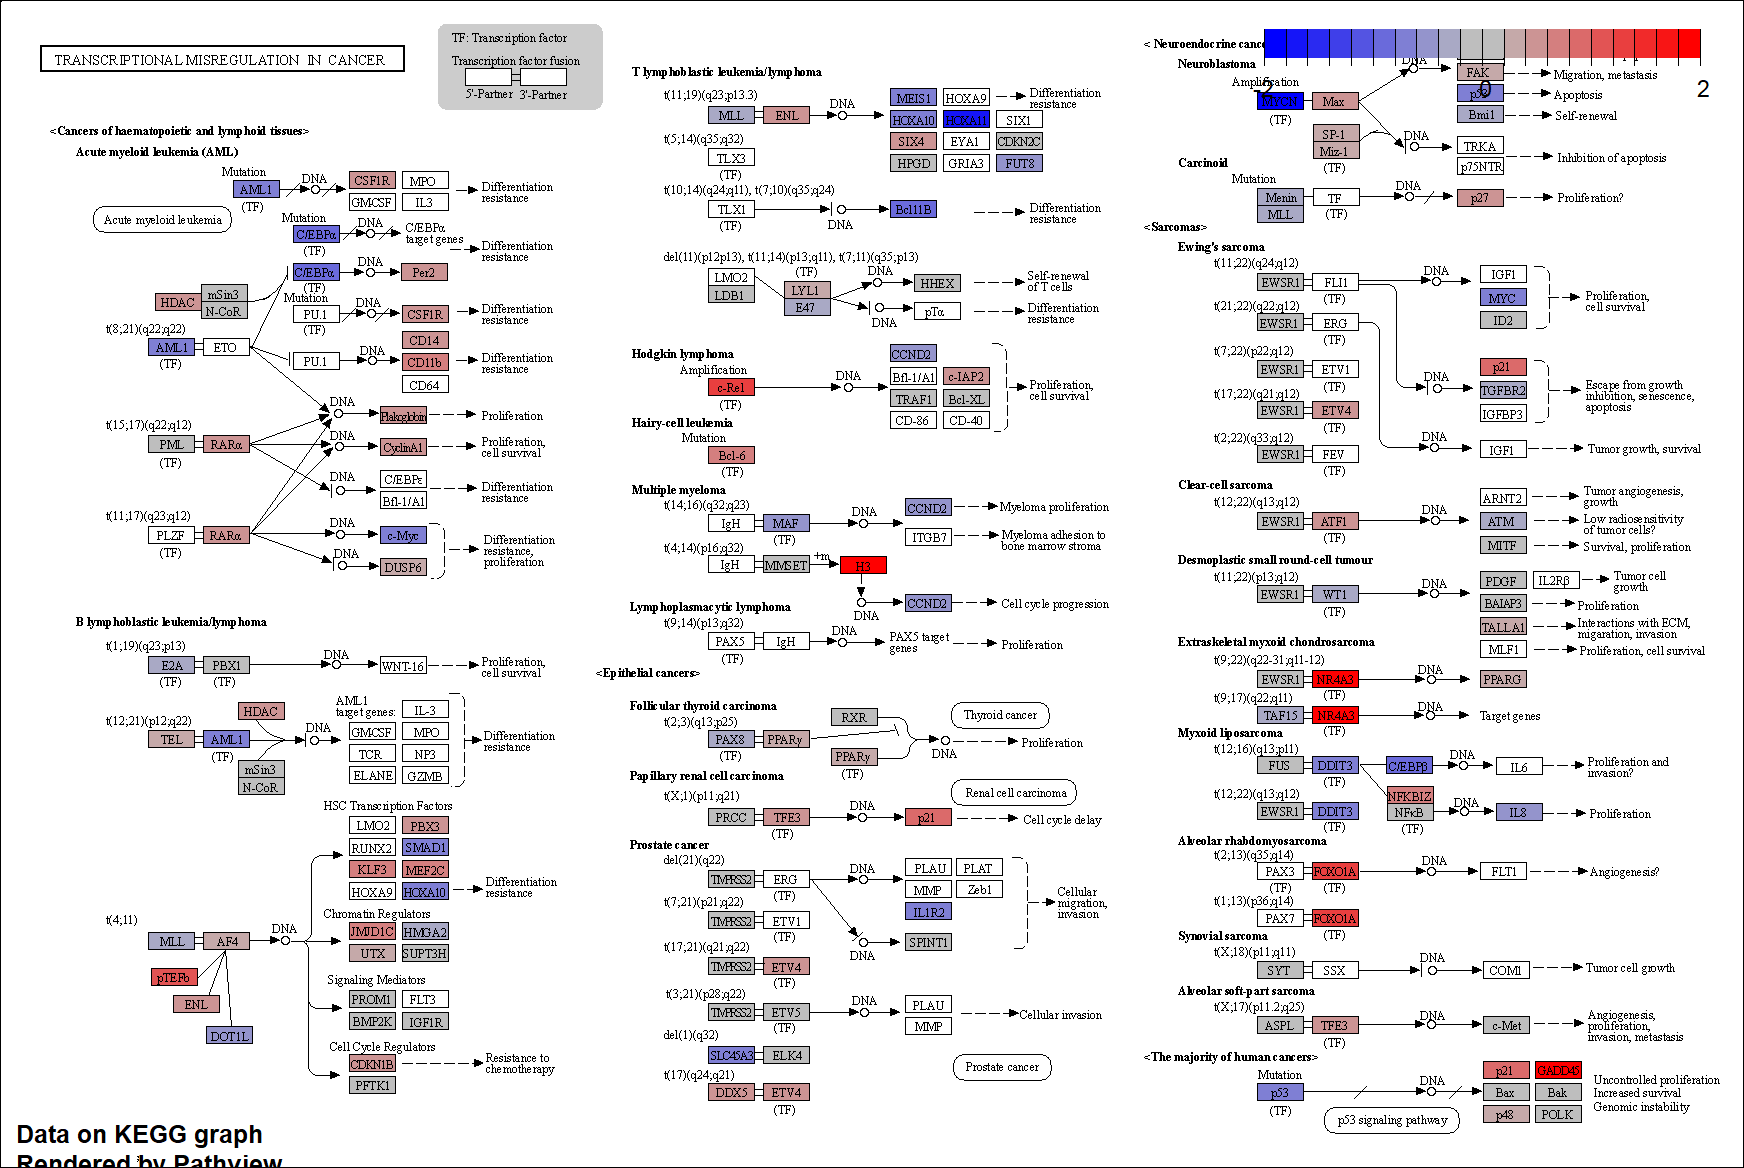 TRANSCRIPTIONAL MISREGULATION IN CANCER
TF: Transcription factor
Transcription factor fusion
5'-Partner 3'-Partner
<Cancers of haematopoietic and lymphoid tissues>
Acute myeloid leukemia (AML)
Mutation
AML1
(TF)
DNA
CSF1R MPO
GMCSF IL3
Differentiation
resistance
Acute myeloid leukemia
Mutation
C/EBPα
(TF)
DNA
C/EBPα
target genes
Differentiation
resistance
C/EBPα
(TF)
DNA
Per2
HDAC
mSin3
N-CoR
Mutation
PU.1
(TF)
DNA
CSF1R
Differentiation
resistance
t(8;21)(q22;q22)
AML1 ETO
(TF)
PU.1
DNA
CD14
CD11b
CD64
Differentiation
resistance
DNA
Plakoglobin
Proliferation
t(15;17)(q22;q12)
PML RARα
(TF)
DNA
CyclinA1
Proliferation,
cell survival
DNA
C/EBPε
Bfl-1/A1
Differentiation
resistance
t(11;17)(q23;q12)
PLZF RARα
(TF)
DNA
c-Myc
DNA
DUSP6
Differentiation
resistance,
proliferation
B lymphoblastic leukemia/lymphoma
t(1;19)(q23;p13)
E2A PBX1
(TF) (TF)
DNA
WNT-16
Proliferation,
cell survival
t(12;21)(p12;q22)
HDAC
TEL AML1
(TF)
mSin3
N-CoR
DNA
AML1
target genes:
IL-3
GMCSF MPO
TCR NP3
ELANE GZMB
Differentiation
resistance
HSC Transcription Factors
LMO2 PBX3
RUNX2 SMAD1
KLF3 MEF2C
HOXA9 HOXA10
Differentiation
resistance
t(4;11)
MLL AF4
DNA
pTEFb
ENL
DOT1L
Chromatin Regulators
JMJD1C HMGA2
UTX SUPT3H
Signaling Mediators
PROM1 FLT3
BMP2K IGF1R
Cell Cycle Regulators
CDKN1B
PFTK1
Resistance to
chemotherapy
T lymphoblastic leukemia/lymphoma
t(11;19)(q23;p13.3)
MLL ENL
DNA
MEIS1 HOXA9
HOXA10 HOXA11 SIX1
SIX4 EYA1 CDKN2C
HPGD GRIA3 FUT8
Differentiation
resistance
t(5;14)(q35;q32)
TLX3
(TF)
t(10;14)(q24;q11), t(7;10)(q35;q24)
TLX1
(TF)
DNA
Bcl11B
Differentiation
resistance
del(11)(p12p13), t(11;14)(p13;q11), t(7;11)(q35;p13)
LMO2
LDB1
(TF)
LYL1
E47
DNA
HHEX
Self-renewal
of T cells
DNA
pTα
Differentiation
resistance
Hodgkin lymphoma
Amplification
c-Rel
(TF)
DNA
CCND2
Bfl-1/A1 c-IAP2
TRAF1 Bcl-XL
CD-86 CD-40
Proliferation,
cell survival
Hairy-cell leukemia
Mutation
Bcl-6
(TF)
Multiple myeloma
t(14;16)(q32;q23)
IgH MAF
(TF)
DNA
CCND2
Myeloma proliferation
ITGB7
Myeloma adhesion to
bone marrow stroma
t(4;14)(p16;q32)
IgH MMSET
+m
H3
DNA
CCND2
Cell cycle progression
Lymphoplasmacytic lymphoma
t(9;14)(p13;q32)
PAX5 IgH
(TF)
DNA
PAX5 target
genes
Proliferation
<Epithelial cancers>
Follicular thyroid carcinoma
t(2;3)(q13;p25)
PAX8 PPARγ
(TF)
RXR
PPARγ
(TF)
DNA
Thyroid cancer
Proliferation
Papillary renal cell carcinoma
t(X;1)(p11;q21)
PRCC TFE3
(TF)
DNA
p21
Renal cell carcinoma
Cell cycle delay
Prostate cancer
del(21)(q22)
TMPRSS2 ERG
(TF)
DNA
PLAU PLAT
MMP Zeb1
IL1R2
Cellular
migration,
invasion
t(7;21)(p21;q22)
TMPRSS2 ETV1
(TF)
DNA
SPINT1
t(17;21)(q21;q22)
TMPRSS2 ETV4
(TF)
t(3;21)(p28;q22)
TMPRSS2 ETV5
(TF)
DNA
PLAU
MMP
Cellular invasion
del(1)(q32)
SLC45A3 ELK4
t(17)(q24;q21)
DDX5 ETV4
(TF)
Prostate cancer
< Neuroendocrine cance
-2 0 2
Neuroblastoma
Amplification
MYCN Max
(TF)
DNA
FAK
Migration, metastasis
p53
Apoptosis
Bmi1
Self-renewal
SP-1
Miz-1
(TF)
DNA
TRKA
p75NTR
Inhibition of apoptosis
Carcinoid
Mutation
Menin
MLL
TF
(TF)
DNA
p27
Proliferation?
<Sarcomas>
Ewing's sarcoma
t(11;22)(q24;q12)
EWSR1 FLI1
(TF)
DNA
IGF1
MYC
ID2
Proliferation,
cell survival
t(21;22)(q22;q12)
EWSR1 ERG
(TF)
t(7;22)(p22;q12)
EWSR1 ETV1
(TF)
DNA
p21
TGFBR2
IGFBP3
Escape from growth
inhibition, senescence,
apoptosis
t(17;22)(q21;q12)
EWSR1 ETV4
(TF)
t(2;22)(q33;q12)
EWSR1 FEV
(TF)
DNA
IGF1
Tumor growth, survival
Clear-cell sarcoma
t(12;22)(q13;q12)
EWSR1 ATF1
(TF)
DNA
ARNT2
Tumor angiogenesis,
growth
ATM
Low radiosensitivity
of tumor cells?
MITF
Survival, proliferation
Desmoplastic small round-cell tumour
t(11;22)(p13;q12)
EWSR1 WT1
(TF)
DNA
PDGF IL2Rβ
Tumor cell
growth
BAIAP3
Proliferation
TALLA1
Interactions with ECM,
migaration, invasion
MLF1
Proliferation, cell survival
Extraskeletal myxoid chondrosarcoma
t(9;22)(q22-31;q11-12)
EWSR1 NR4A3
(TF)
DNA
PPARG
t(9;17)(q22;q11)
TAF15 NR4A3
(TF)
DNA
Target genes
Myxoid liposarcoma
t(12;16)(q13;p11)
FUS DDIT3
(TF)
C/EBPβ
DNA
IL6
Proliferation and
invasion?
t(12;22)(q13;q12)
EWSR1 DDIT3
(TF)
NFKBIZ
NFκB
(TF)
DNA
IL8
Proliferation
Alveolar rhabdomyosarcoma
t(2;13)(q35;q14)
PAX3 FOXO1A
(TF) (TF)
DNA
FLT1
Angiogenesis?
t(1;13)(p36;q14)
PAX7 FOXO1A
(TF)
Synovial sarcoma
t(X;18)(p11;q11)
SYT SSX
DNA
COM1
Tumor cell growth
Alveolar soft-part sarcoma
t(X;17)(p11.2;q25)
ASPL TFE3
(TF)
DNA
c-Met
Angiogenesis,
proliferation,
invasion, metastasis
<The majority of human cancers>
Mutation
p53
(TF)
DNA
p21 GADD45
Bax Bak
p48 POLK
Uncontrolled proliferation
Increased survival
Genomic instability
p53 signaling pathway
Data on KEGG graph
Rendered by Pathview